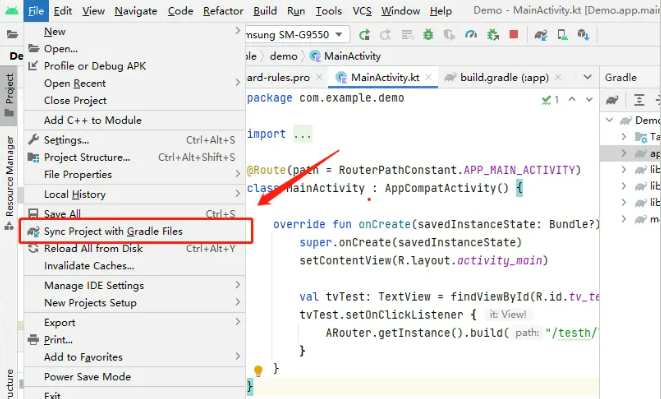 File Edit View Navigate Code Refactor Build Run Tools VCS Window Help Demo - MainActivity.kt [Demo.app.mai
msung SM-G9550
De ble demo MainActivity
ard-rules.pro MainActivity.kt build.gradle (:app) Gradle
Project
Resource Manager
ructure
New
Open...
Profile or Debug APK
Open Recent
Close Project
Add C++ to Module
Settings... Ctrl+Alt+S
Project Structure... Ctrl+Alt+Shift+S
File Properties
Local History
Save All Ctrl+S
Sync Project with Gradle Files
Reload All from Disk Ctrl+Alt+Y
Invalidate Caches...
Manage IDE Settings
New Projects Setup
Export
Print...
Add to Favorites
Power Save Mode
Exit
package com.example.demo
1
import ...
@Route(path = RouterPathConstant.APP_MAIN_ACTIVITY)
class MainActivity : AppCompatActivity() {
override fun onCreate(savedInstanceState: Bundle?)
super.onCreate(savedInstanceState)
setContentView(R.layout.activity_main)
val tvTest: TextView = findViewById(R.id.tv_te
tvTest.setOnClickListener { it: View!
ARouter.getInstance().build( path: "/testh/
}
}
}
Demo
Ta
ap
lib
lib
lib
mo